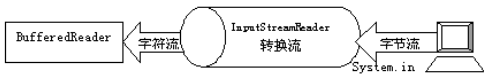 BufferedReader
字符流
InputStreamReader
转换流
字节流
System.in